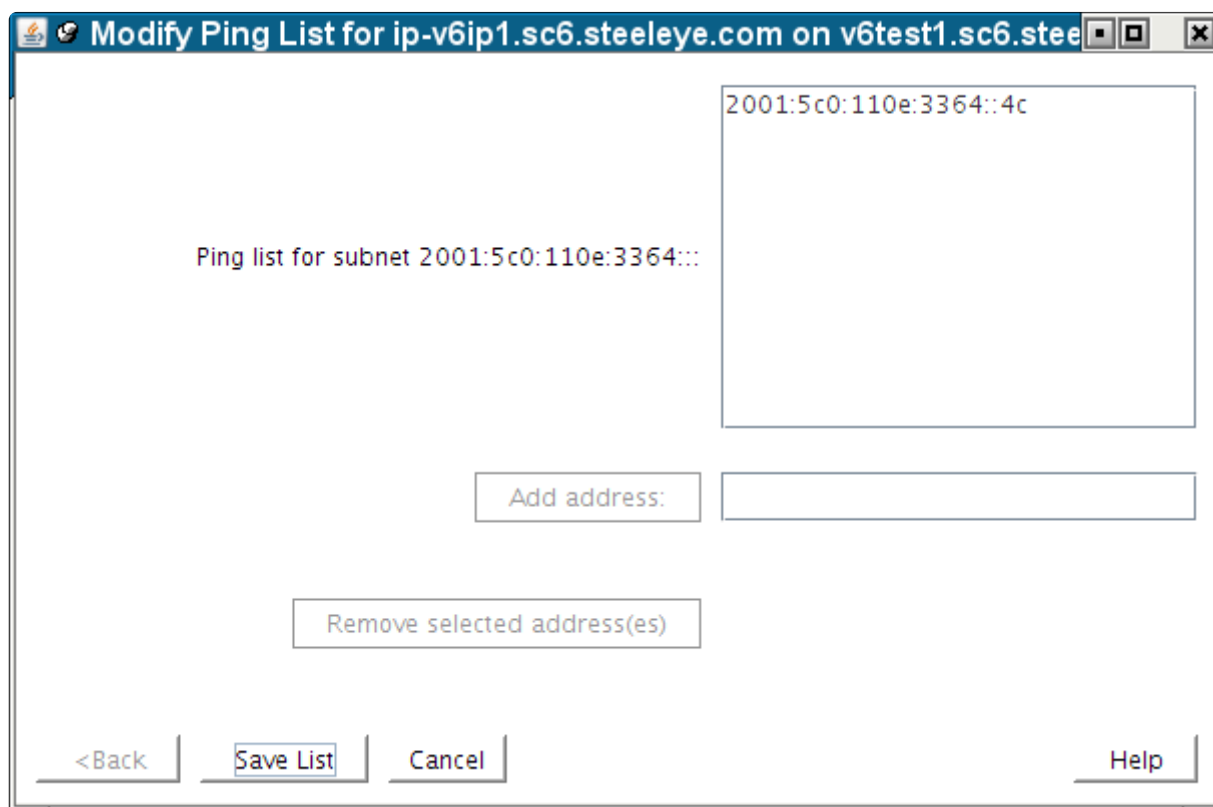 Modify Ping List for ip-v6ip1.sc6.steeleye.com on v6test1.sc6.stee
2001:5c0:110e:3364::4c
Ping list for subnet 2001:5c0:110e:3364:::
Add address:
Remove selected address(es)
<Back
Save List
Cancel
Help